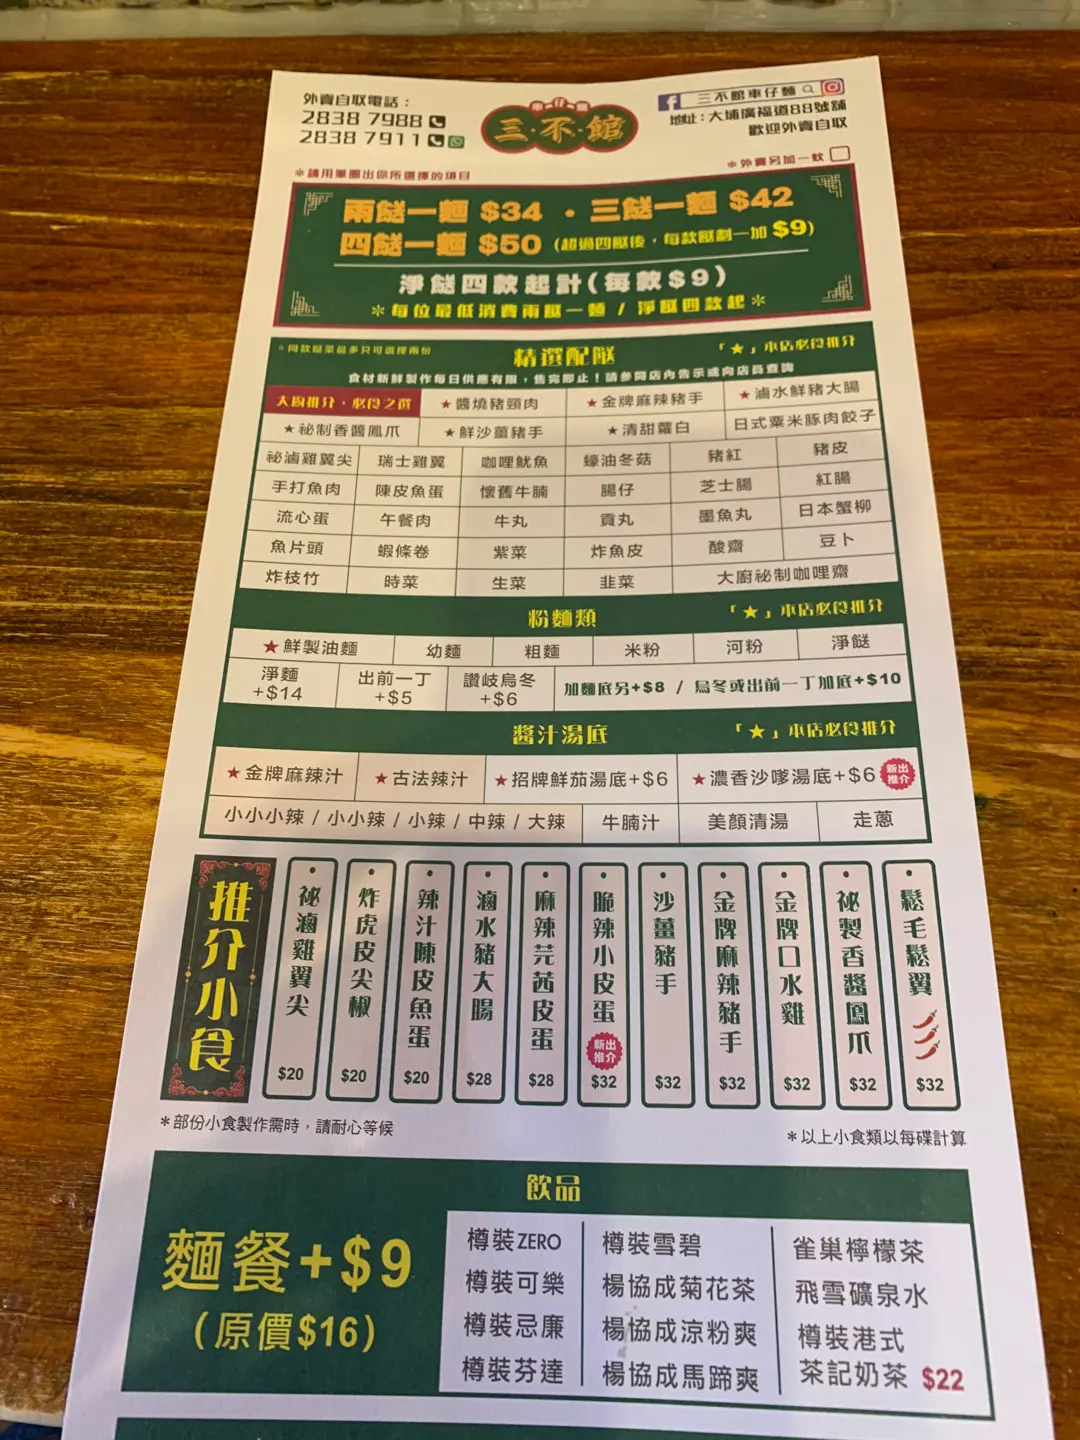 外賣自取電話：
2838 7988
2838 7911
車仔麵
三·不·館
三不館車仔麵
地址：大埔廣福道88號舖
歡迎外賣自取
＊請用筆圈出你所選擇的項目
＊外賣另加一蚊
兩餸一麵 $34 · 三餸一麵 $42
四餸一麵 $50 (超過四餸後，每款餸劃一加 $9)
淨餸四款起計(每款$9)
＊每位最低消費兩餸一麵 / 淨餸四款起＊
＊同款餸菜最多只可選擇兩份
精選配餸
「★」本店必食推介
食材新鮮製作每日供應有限，售完即止！請參閱店內告示或向店員查詢
大廚推介·必食之選 ★醬燒豬頸肉 ★金牌麻辣豬手 ★滷水鮮豬大腸
★祕制香醬鳳爪 ★鮮沙薑豬手 ★清甜蘿白 日式粟米豚肉餃子
祕滷雞翼尖 瑞士雞翼 咖哩魷魚 蠔油冬菇 豬紅 豬皮
手打魚肉 陳皮魚蛋 懷舊牛腩 腸仔 芝士腸 紅腸
流心蛋 午餐肉 牛丸 貢丸 墨魚丸 日本蟹柳
魚片頭 蝦條卷 紫菜 炸魚皮 酸齋 豆卜
炸枝竹 時菜 生菜 韭菜 大廚祕制咖哩齋
粉麵類
「★」本店必食推介
★鮮製油麵 幼麵 粗麵 米粉 河粉 淨餸
淨麵+$14 出前一丁+$5 讚岐烏冬+$6 加麵底另+$8 / 烏冬或出前一丁加底+$10
醬汁湯底
「★」本店必食推介
★金牌麻辣汁 ★古法辣汁 ★招牌鮮茄湯底+$6 ★濃香沙嗲湯底+$6 新出推介
小小小辣 / 小小辣 / 小辣 / 中辣 / 大辣 牛腩汁 美顏清湯 走蔥
推介小食
祕滷雞翼尖 $20
炸虎皮尖椒 $20
辣汁陳皮魚蛋 $20
滷水豬大腸 $28
麻辣芫茜皮蛋 $28
脆辣小皮蛋 新出推介 $32
沙薑豬手 $32
金牌麻辣豬手 $32
金牌口水雞 $32
祕製香醬鳳爪 $32
鬆毛鬆翼 $32
＊部份小食製作需時，請耐心等候
＊以上小食類以每碟計算
飲品
麵餐+$9
(原價$16)
樽裝ZERO
樽裝可樂
樽裝忌廉
樽裝芬達
樽裝雪碧
楊協成菊花茶
楊協成涼粉爽
楊協成馬蹄爽
雀巢檸檬茶
飛雪礦泉水
樽裝港式
茶記奶茶 $22